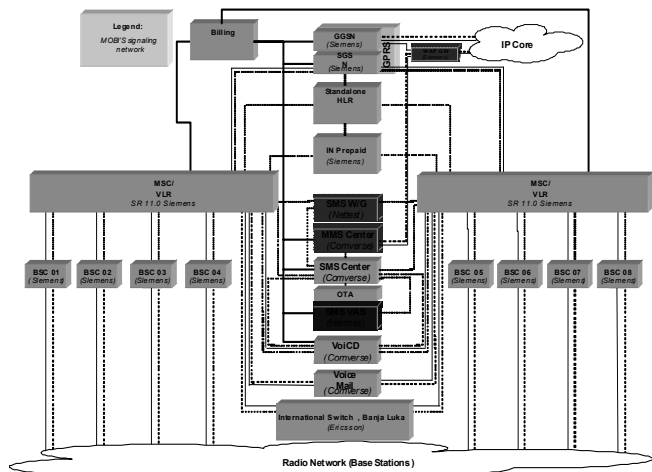 Legend:
MOBI'S signaling
network
Billing
GGSN
(Siemens)
SGS
N
(Siemens)
GPRS
IP Core
Standalone
HLR
IN Prepaid
(Siemens)
MSC/
VLR
SR 11.0 Siemens
MSC/
VLR
SR 11.0 Siemens
SMS W/G
(Nettest)
MMS Center
(Comverse)
SMS Center
(Comverse)
OTA
SMS VAS
BSC 01
(Siemens)
BSC 02
(Siemens)
BSC 03
(Siemens)
BSC 04
(Siemens)
BSC 05
(Siemens)
BSC 06
(Siemens)
BSC 07
(Siemens)
BSC 08
(Siemens)
VoiCD
(Comverse)
Voice
Mail
(Comverse)
International Switch , Banja Luka
(Ericsson)
Radio Network (Base Stations )